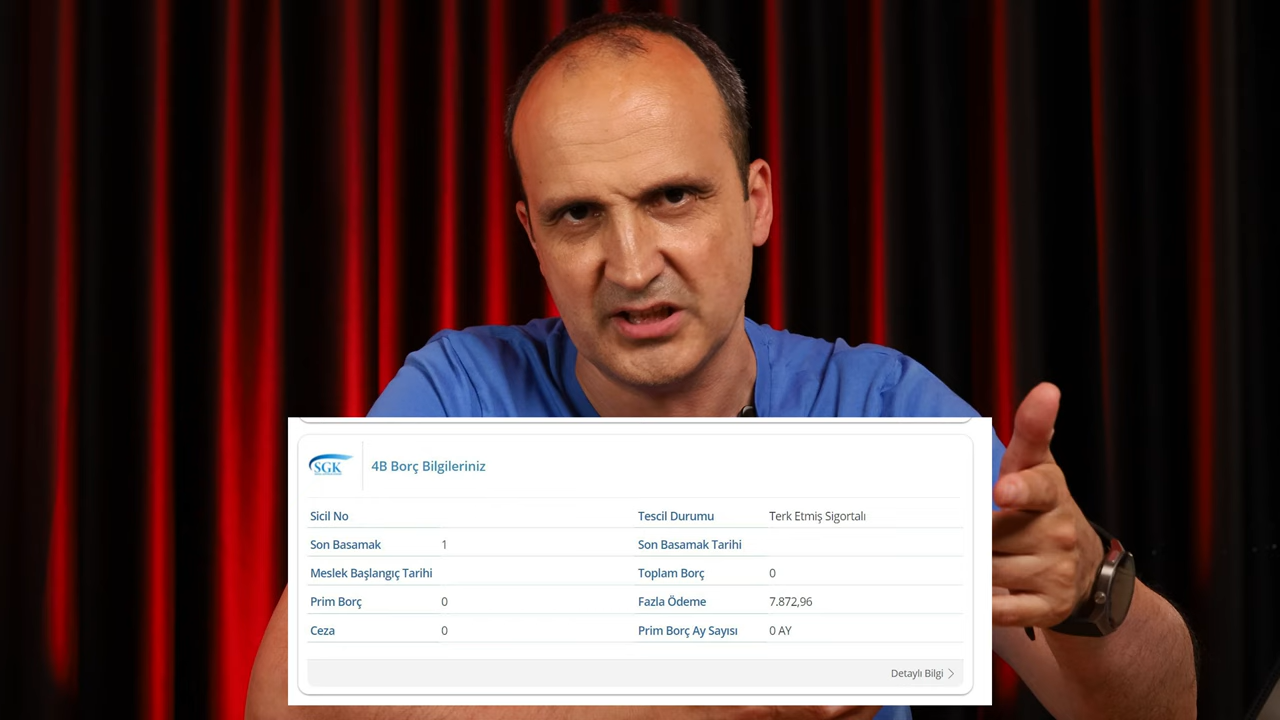 SGK
4B Borç Bilgileriniz
Sicil No
Tescil Durumu Terk Etmiş Sigortalı
Son Basamak 1
Son Basamak Tarihi
Meslek Başlangıç Tarihi
Toplam Borç 0
Prim Borç 0
Fazla Ödeme 7.872,96
Ceza 0
Prim Borç Ay Sayısı 0 AY
Detaylı Bilgi